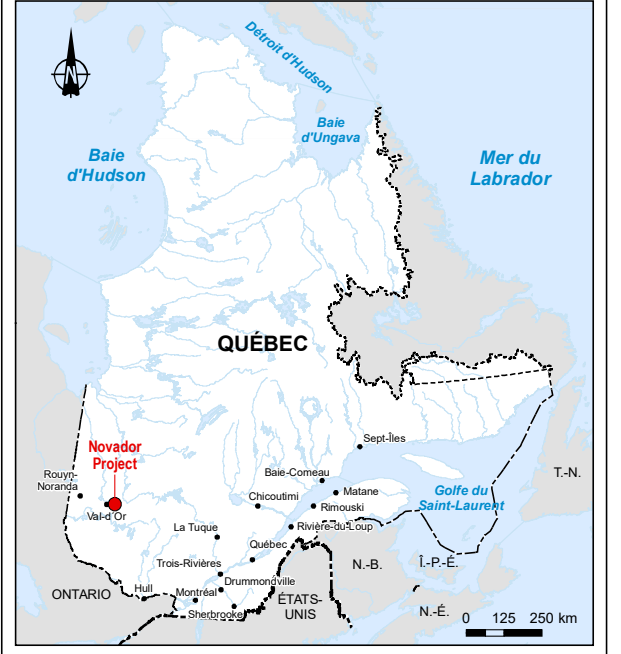 Détroit d'Hudson
N
Baie
d'Ungava
Baie
d'Hudson
Mer du
Labrador
QUÉBEC
Sept-Îles
Novador
Project
Rouyn-
Noranda
Val-d'Or
Baie-Comeau
Chicoutimi
Matane
Rimouski
Golfe du
Saint-Laurent
T.-N.
La Tuque
Rivière-du-Loup
Québec
Trois-Rivières
N.-B.
Î.-P.-É.
Drummondville
ONTARIO
Hull
Montréal
ÉTATS-
UNIS
Sherbrooke
N.-É.
0 125 250 km